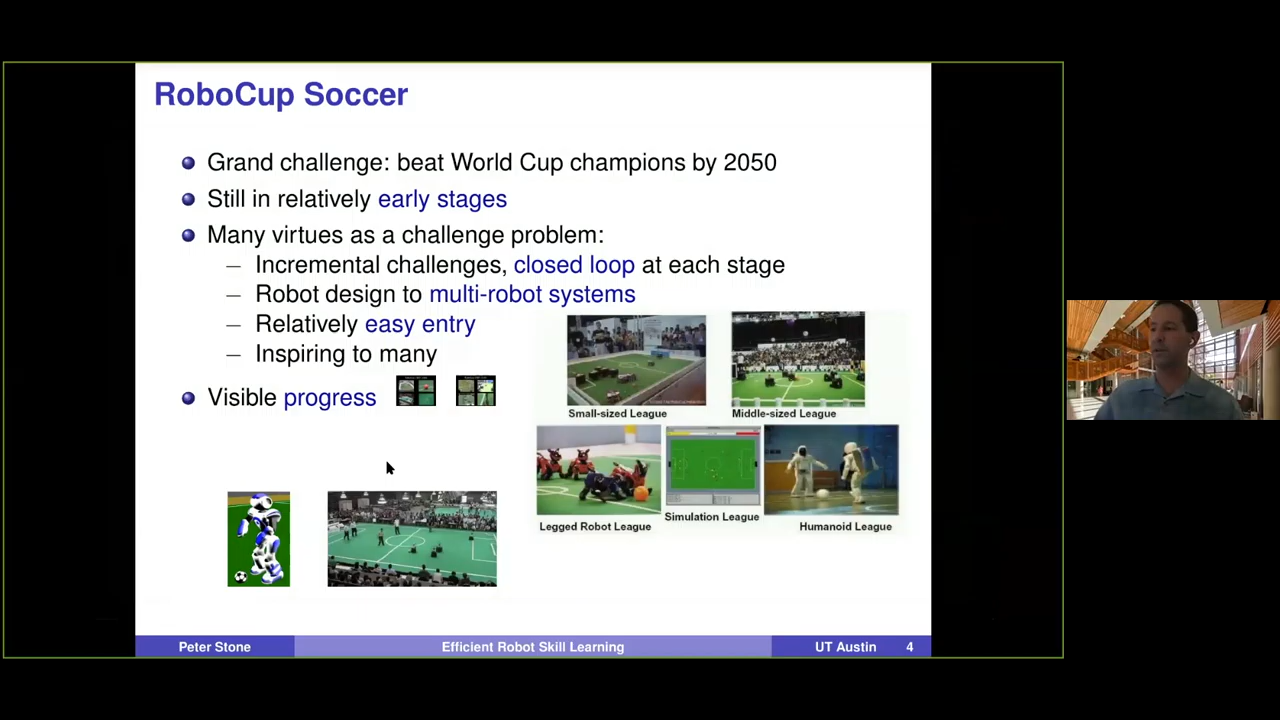 RoboCup Soccer
Grand challenge: beat World Cup champions by 2050
Still in relatively early stages
Many virtues as a challenge problem:
– Incremental challenges, closed loop at each stage
– Robot design to multi-robot systems
– Relatively easy entry
– Inspiring to many
Visible progress
Small-sized League
Middle-sized League
Legged Robot League
Simulation League
Humanoid League
Peter Stone
Efficient Robot Skill Learning
UT Austin
4